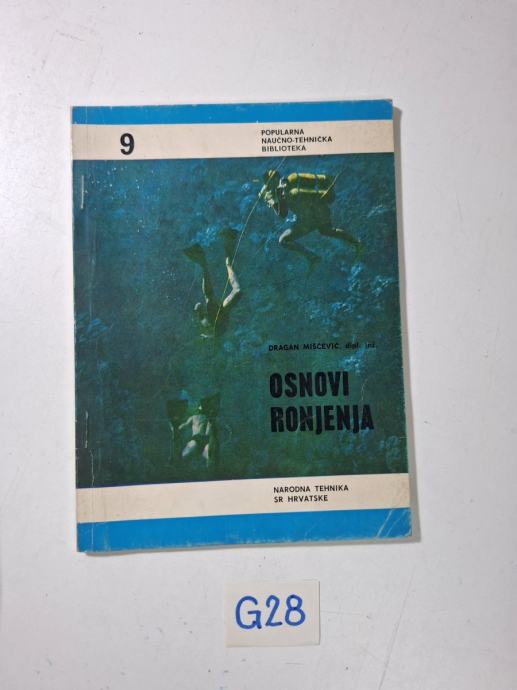 9
POPULARNA
NAUČNO-TEHNIČKA
BIBLIOTEKA
DRAGAN MIŠČEVIĆ, dipl. inž.
OSNOVI
RONJENJA
NARODNA TEHNIKA
SR HRVATSKE
G28